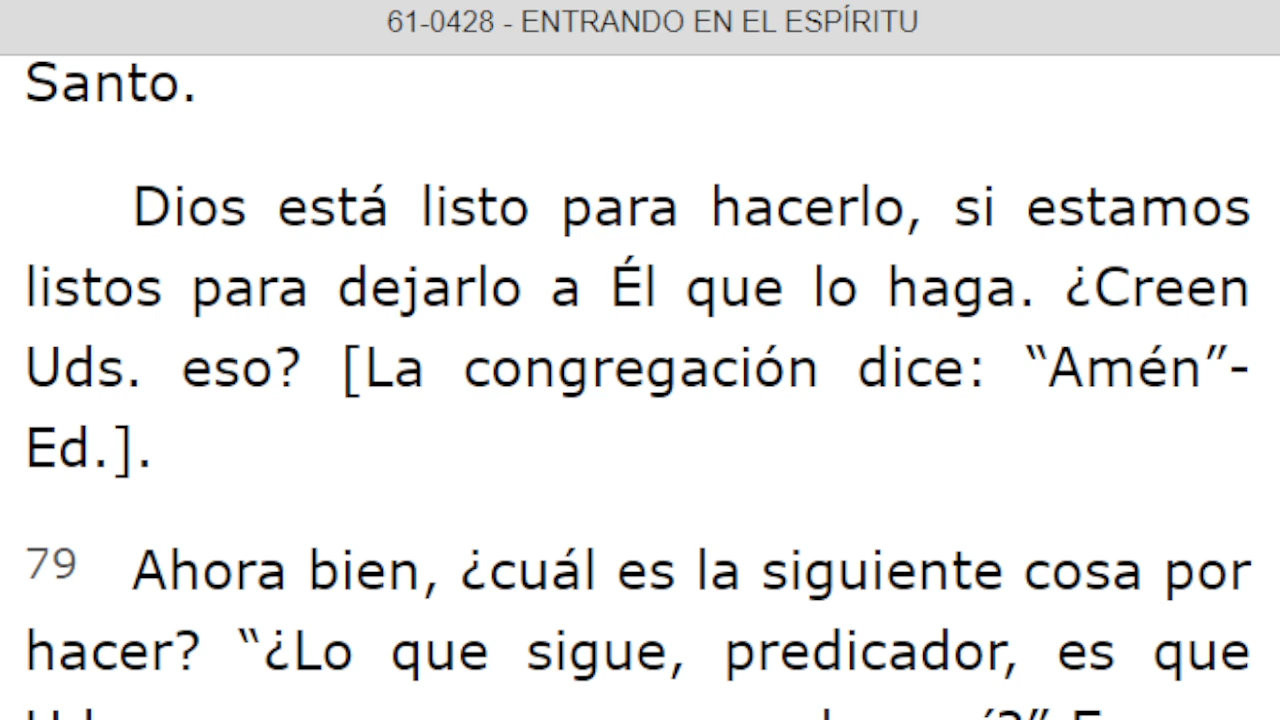 61-0428 - ENTRANDO EN EL ESPÍRITU
Santo.
Dios está listo para hacerlo, si estamos
listos para dejarlo a Él que lo haga. ¿Creen
Uds. eso? [La congregación dice: “Amén”-
Ed.].
79 Ahora bien, ¿cuál es la siguiente cosa por
hacer? “¿Lo que sigue, predicador, es que